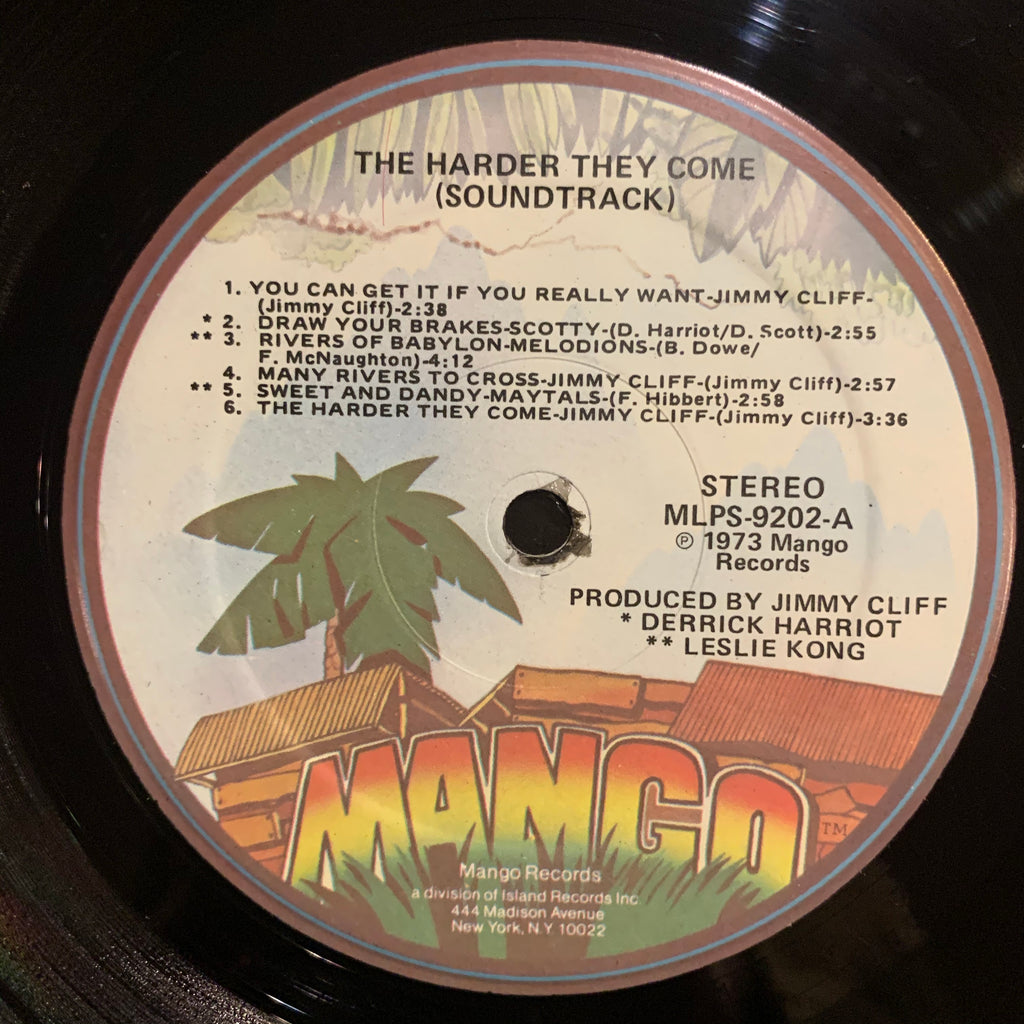 THE HARDER THEY COME
(SOUNDTRACK)
1. YOU CAN GET IT IF YOU REALLY WANT-JIMMY CLIFF-
(Jimmy Cliff)-2:38
* 2. DRAW YOUR BRAKES-SCOTTY-(D. Harriot/D. Scott)-2:55
** 3. RIVERS OF BABYLON-MELODIONS-(B. Dowe/
F. McNaughton)-4:12
4. MANY RIVERS TO CROSS-JIMMY CLIFF-(Jimmy Cliff)-2:57
** 5. SWEET AND DANDY-MAYTALS-(F. Hibbert)-2:58
6. THE HARDER THEY COME-JIMMY CLIFF-(Jimmy Cliff)-3:36
STEREO
MLPS-9202-A
℗ 1973 Mango
Records
PRODUCED BY JIMMY CLIFF
* DERRICK HARRIOT
** LESLIE KONG
MANGO TM
Mango Records
a division of Island Records Inc.
444 Madison Avenue
New York, N.Y. 10022